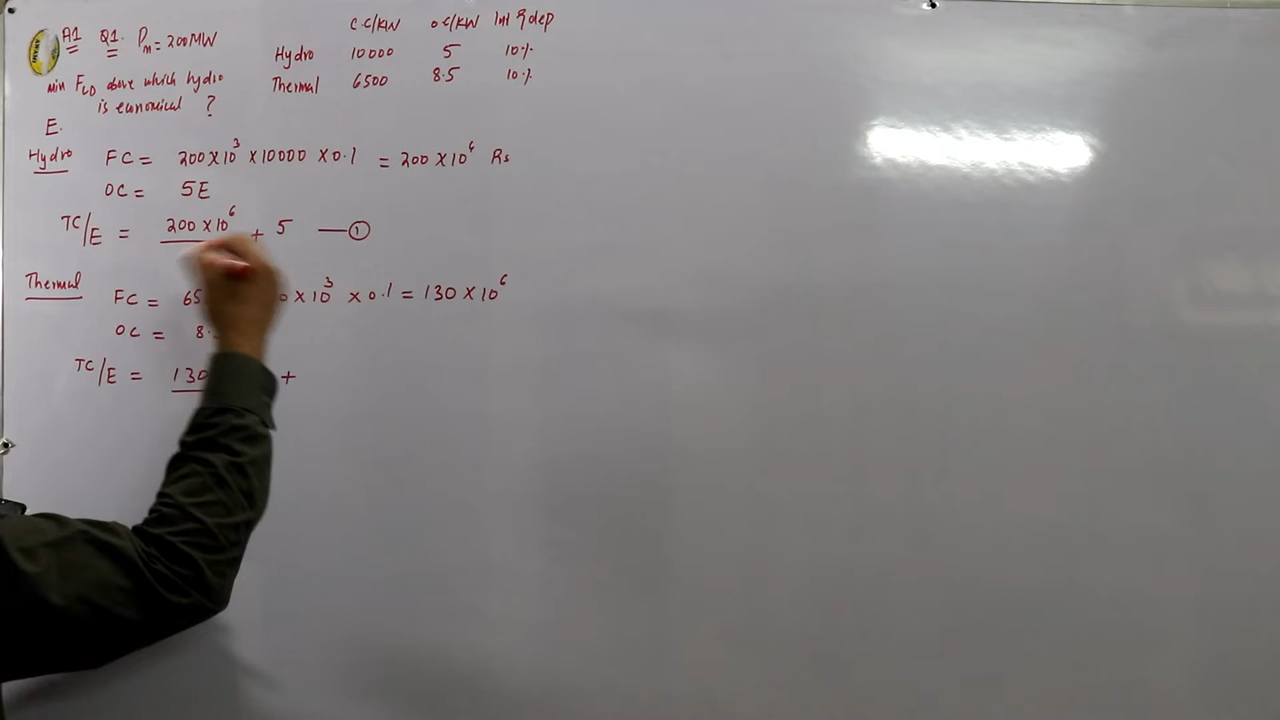 A1 Q1. Pm = 200MW
C.C/KW O.C/KW Int & dep
Hydro 10000 5 10%
Thermal 6500 8.5 10%
min FLD above which hydro
is economical ?
E.
Hydro FC = 200×10³ ×10000 ×0.1 = 200×10⁶ Rs
OC = 5E
TC/E = 200×10⁶ + 5 —①
Thermal FC = 65 ×10³ ×0.1 = 130×10⁶
OC = 8.
TC/E = 130 +